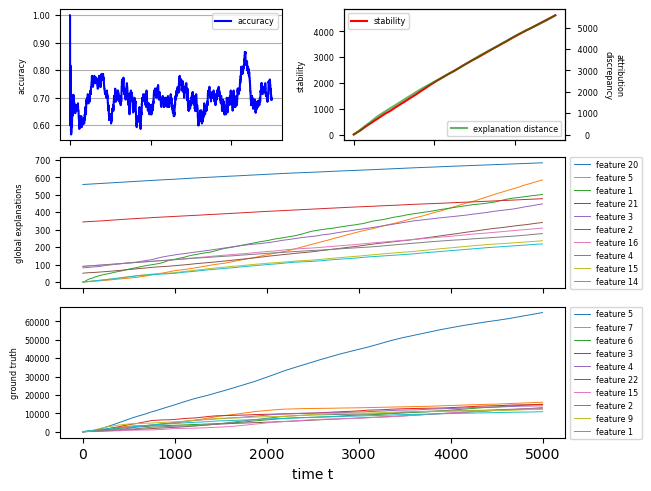 accuracy
1.00
0.90
0.80
0.70
0.60
accuracy
stability
4000
3000
2000
1000
0
stability
explanation distance
5000
4000
3000
2000
1000
0
attribution
discrepancy
global explanations
700
600
500
400
300
200
100
0
feature 20
feature 5
feature 1
feature 21
feature 3
feature 2
feature 16
feature 4
feature 15
feature 14
ground truth
60000
50000
40000
30000
20000
10000
0
feature 5
feature 7
feature 6
feature 3
feature 4
feature 22
feature 15
feature 2
feature 9
feature 1
0 1000 2000 3000 4000 5000
time t